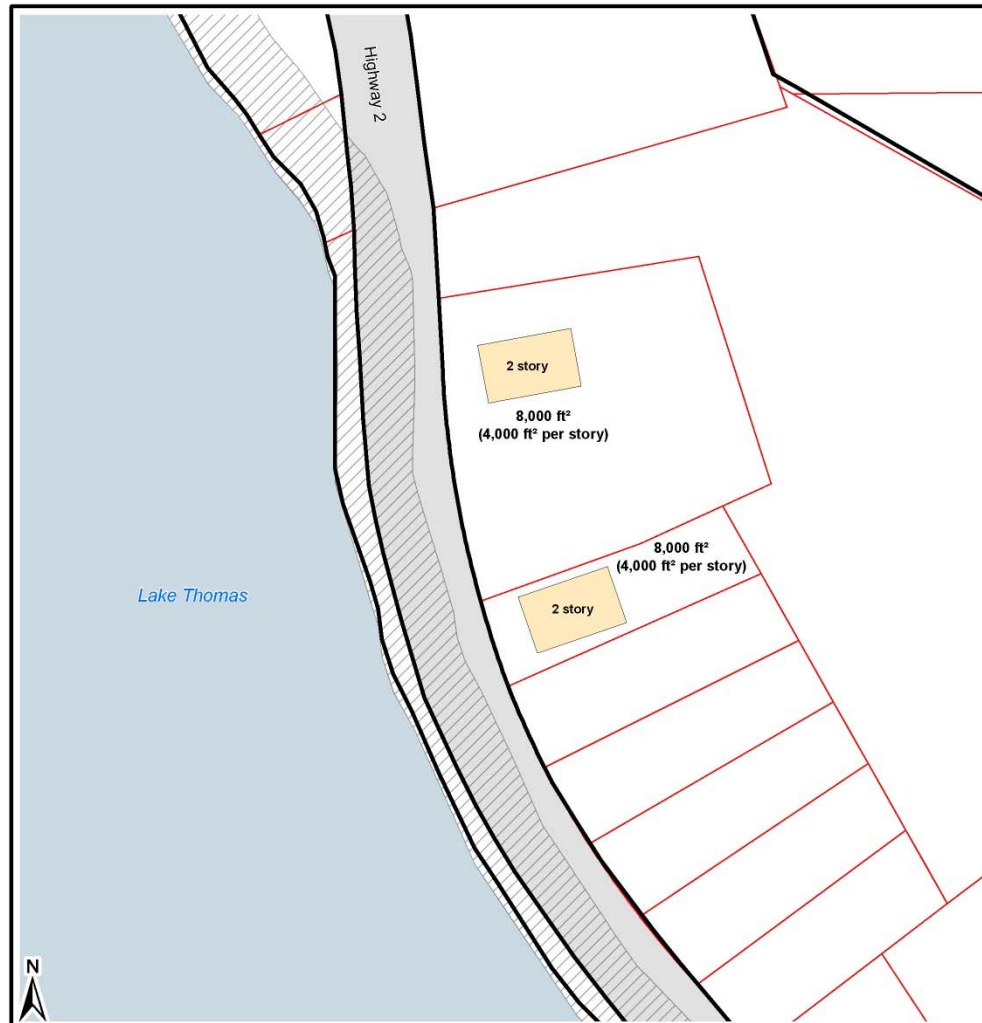 Highway 2
2 story
8,000 ft²
(4,000 ft² per story)
8,000 ft²
(4,000 ft² per story)
2 story
Lake Thomas
N